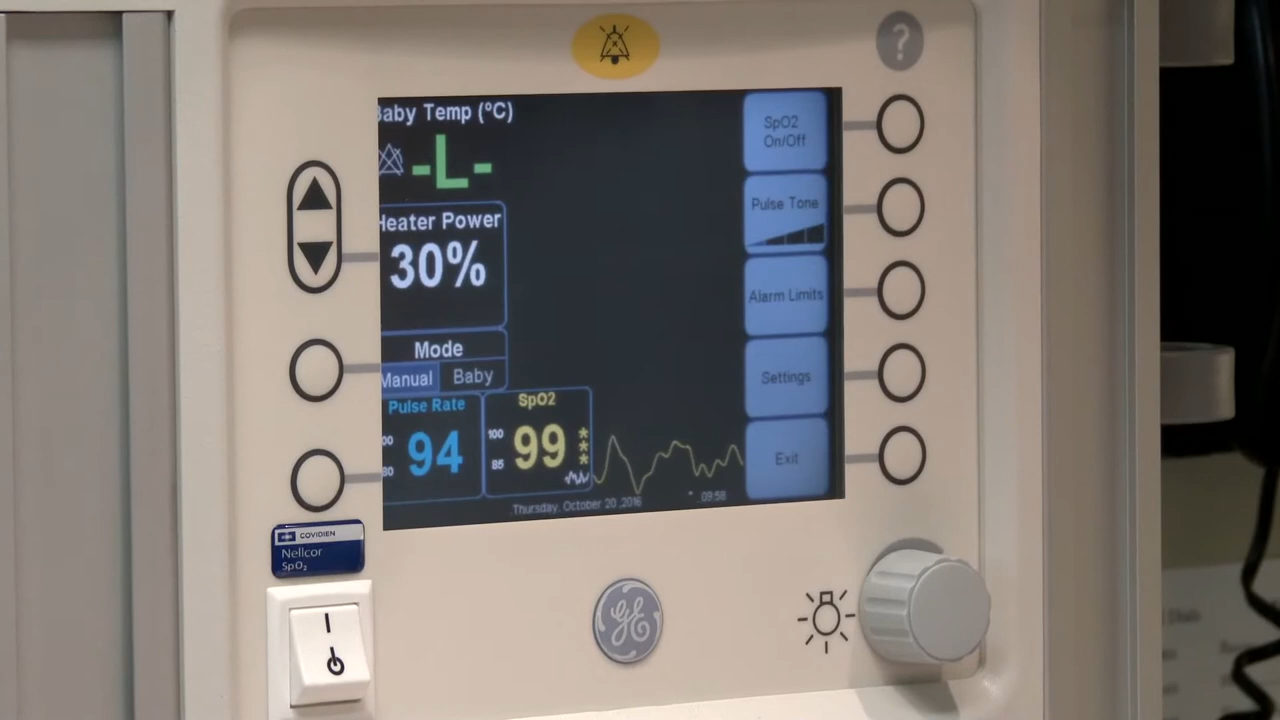 ?
Baby Temp (°C)
-L-
Heater Power
30%
Mode
Manual
Baby
Pulse Rate
94
SpO2
100
85
99
***
Thursday, October 20 ,2016
09:58
SpO2
On/Off
Pulse Tone
Alarm Limits
Settings
Exit
COVIDIEN
Nellcor
SpO₂
GE